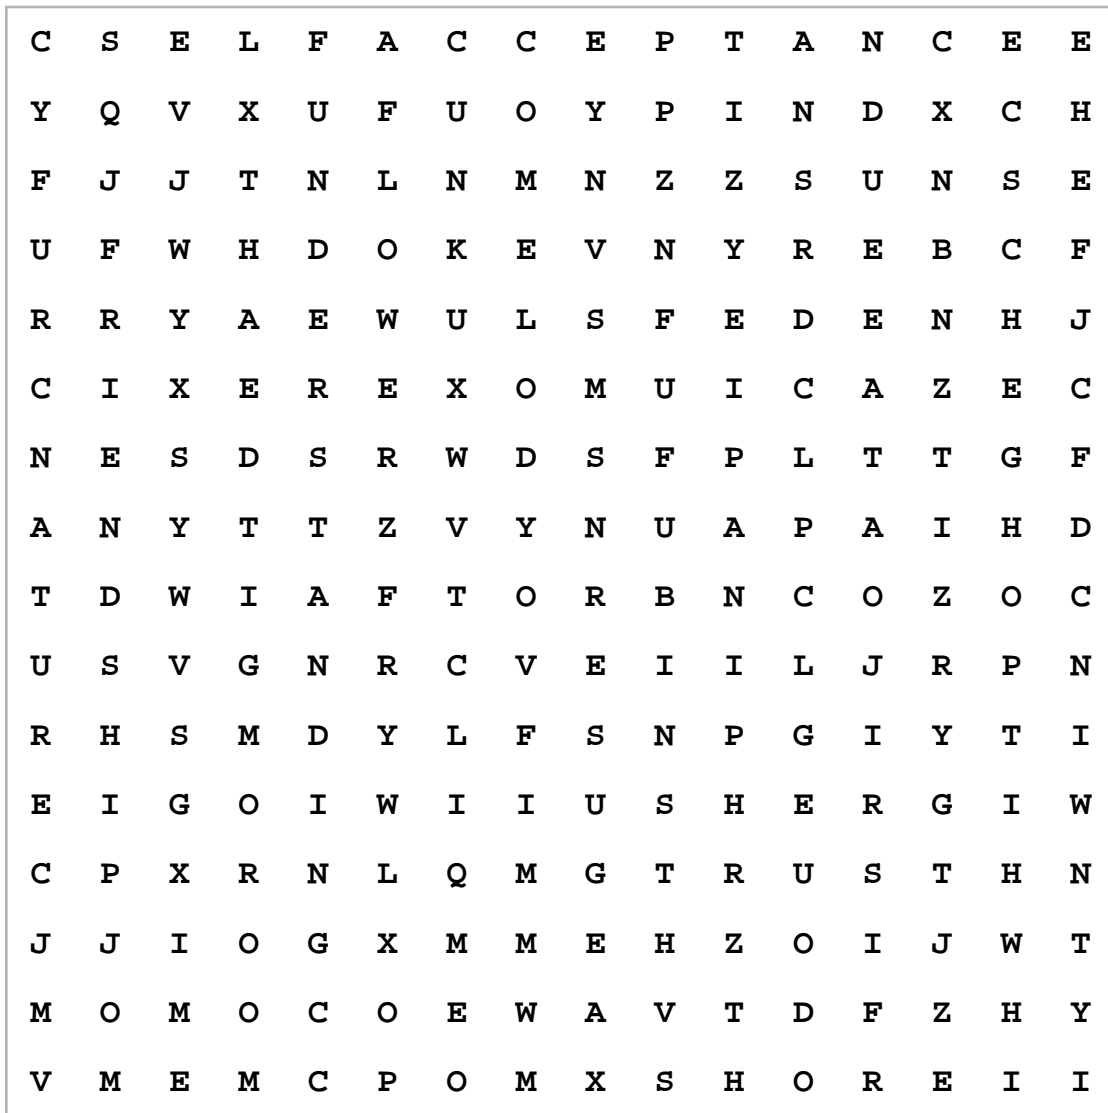 C S E L F A C C E P T A N C E E
Y Q V X U F U O Y P I N D X C H
F J J T N L N M N Z Z S U N S E
U F W H D O K E V N Y R E B C F
R R Y A E W U L S F E D E N H J
C I X E R E X O M U I C A Z E C
N E S D S R W D S F P L T T G F
A N Y T T Z V Y N U A P A I H D
T D W I A F T O R B N C O Z O C
U S V G N R C V E I I L J R P N
R H S M D Y L F S N P G I Y T I
E I G O I W I I U S H E R G I W
C P X R N L Q M G T R U S T H N
J J I O G X M M E H Z O I J W T
M O M O C O E W A V T D F Z H Y
V M E M C P O M X S H O R E I I